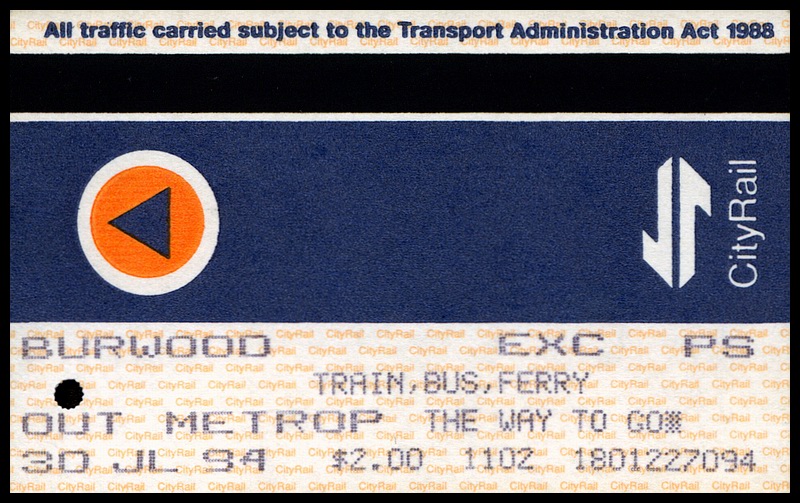 All traffic carried subject to the Transport Administration Act 1988
CityRail
BURWOOD EXC PS
TRAIN,BUS,FERRY
OUT METROP THE WAY TO GO
30 JL 94 $2.00 110Z 1801227094